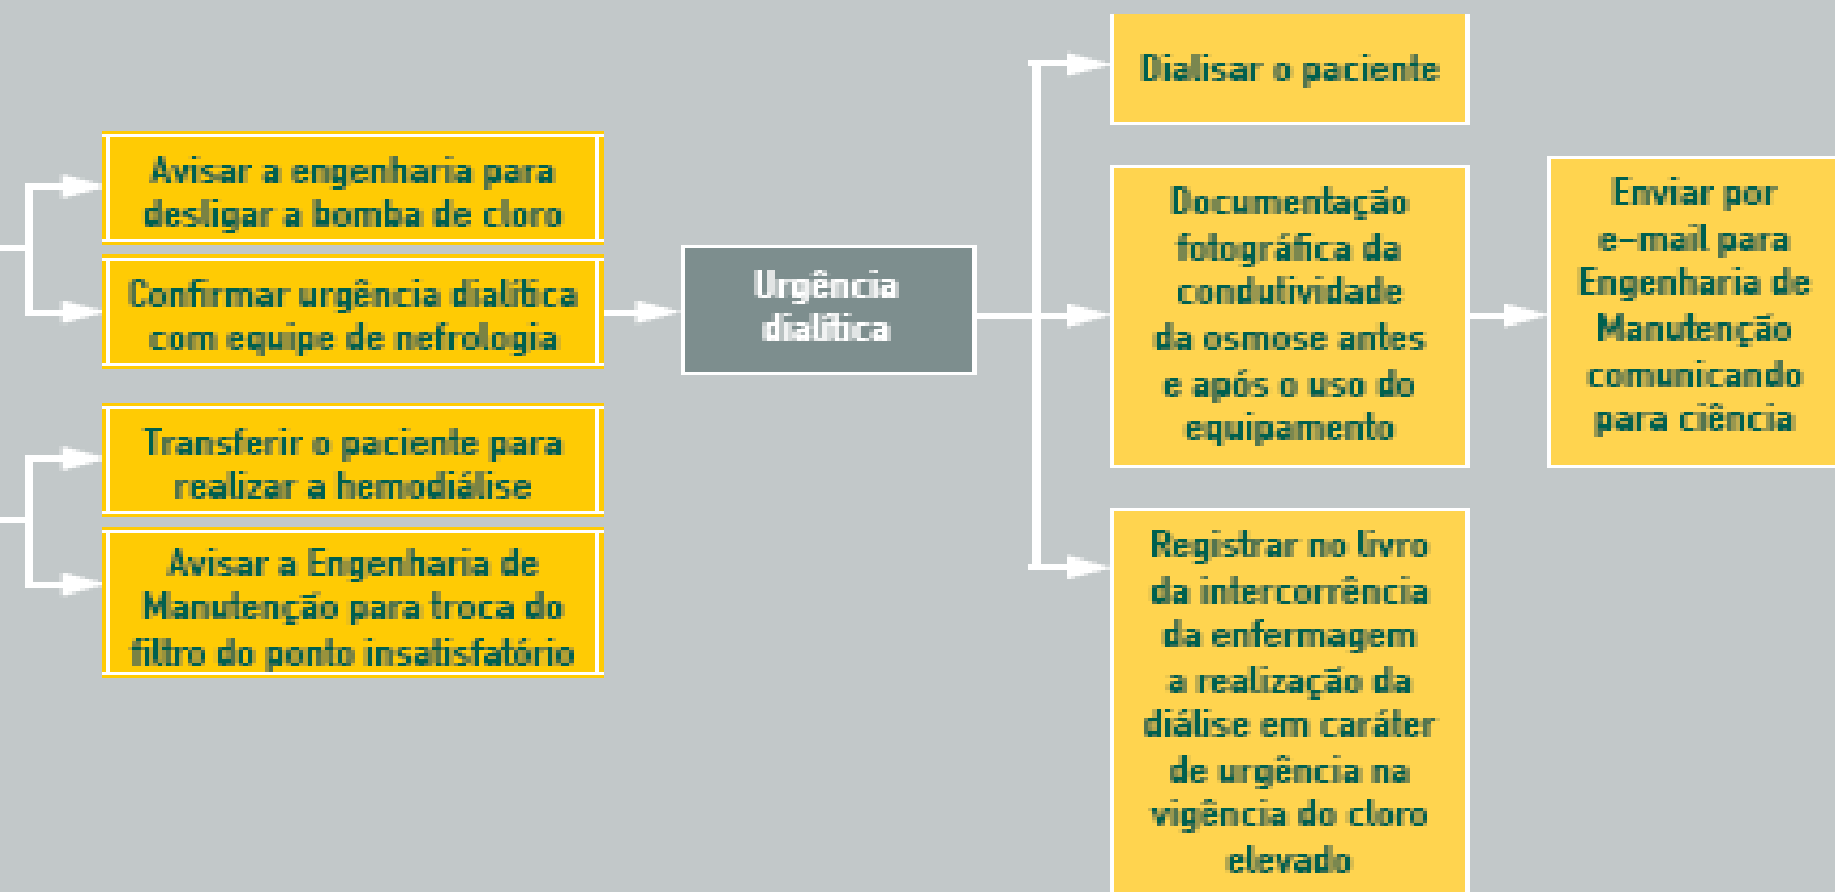 Avisar a engenharia para
desligar a bomba de cloro
Confirmar urgência dialítica
com equipe de nefrologia
Transferir o paciente para
realizar a hemodiálise
Avisar a Engenharia de
Manutenção para troca do
filtro do ponto insatisfatório
Urgência
dialítica
Dialisar o paciente
Documentação
fotográfica da
condutividade
da osmose antes
e após o uso do
equipamento
Registrar no livro
da intercorrência
da enfermagem
a realização da
diálise em caráter
de urgência na
vigência do cloro
elevado
Enviar por
e-mail para
Engenharia de
Manutenção
comunicando
para ciência